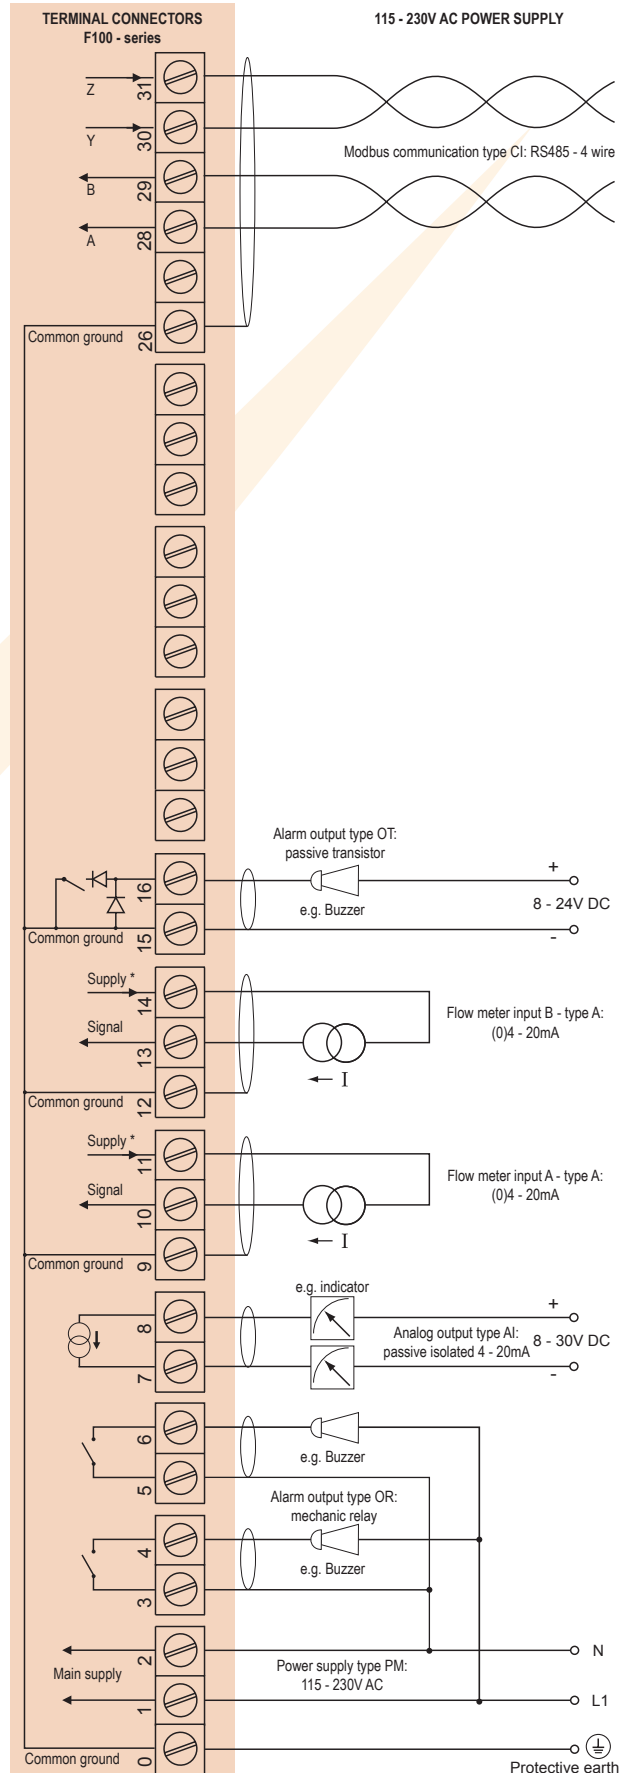 TERMINAL CONNECTORS
F100 - series
115 - 230V AC POWER SUPPLY
Z
31
Y
30
Modbus communication type CI: RS485 - 4 wire
B
29
A
28
Common ground
26
Alarm output type OT:
passive transistor
16
+
8 - 24V DC
e.g. Buzzer
Common ground
15
-
Supply *
14
Flow meter input B - type A:
(0)4 - 20mA
Signal
13
I
Common ground
12
Supply *
11
Flow meter input A - type A:
(0)4 - 20mA
Signal
10
I
Common ground
9
e.g. indicator
8
+
Analog output type AI:
passive isolated 4 - 20mA
8 - 30V DC
7
-
6
e.g. Buzzer
5
Alarm output type OR:
mechanic relay
4
e.g. Buzzer
3
2
N
Main supply
Power supply type PM:
115 - 230V AC
1
L1
Common ground
0
Protective earth